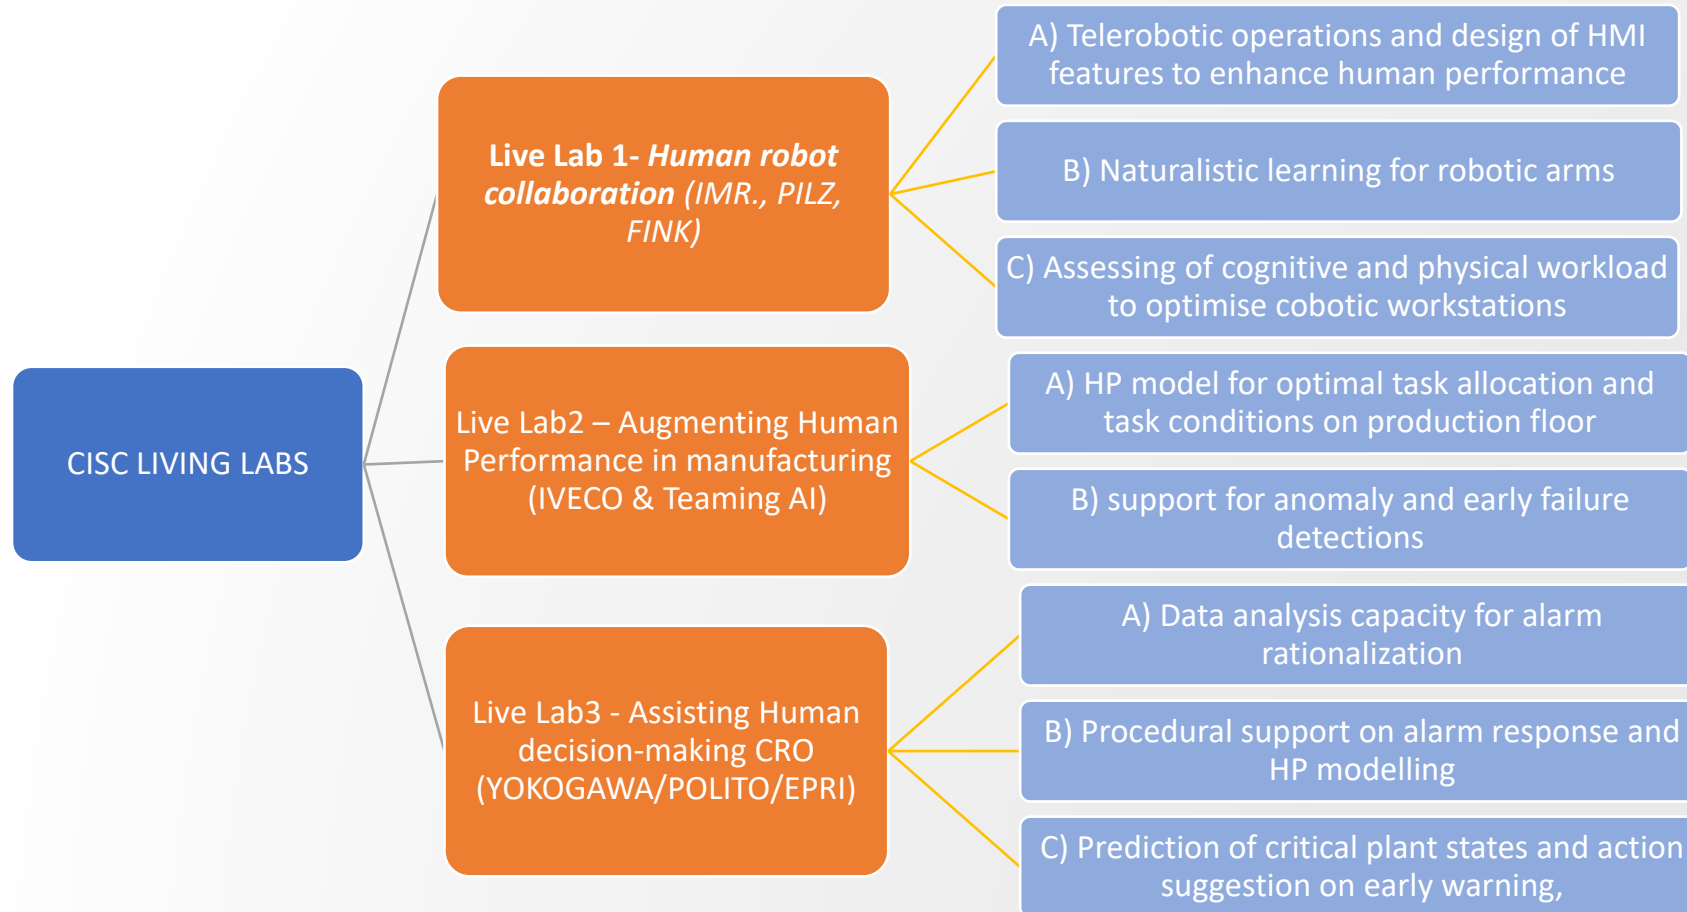 CISC LIVING LABS
Live Lab 1- Human robot
collaboration (IMR., PILZ,
FINK)
A) Telerobotic operations and design of HMI
features to enhance human performance
B) Naturalistic learning for robotic arms
C) Assessing of cognitive and physical workload
to optimise cobotic workstations
Live Lab2 – Augmenting Human
Performance in manufacturing
(IVECO & Teaming AI)
A) HP model for optimal task allocation and
task conditions on production floor
B) support for anomaly and early failure
detections
Live Lab3 - Assisting Human
decision-making CRO
(YOKOGAWA/POLITO/EPRI)
A) Data analysis capacity for alarm
rationalization
B) Procedural support on alarm response and
HP modelling
C) Prediction of critical plant states and action
suggestion on early warning,